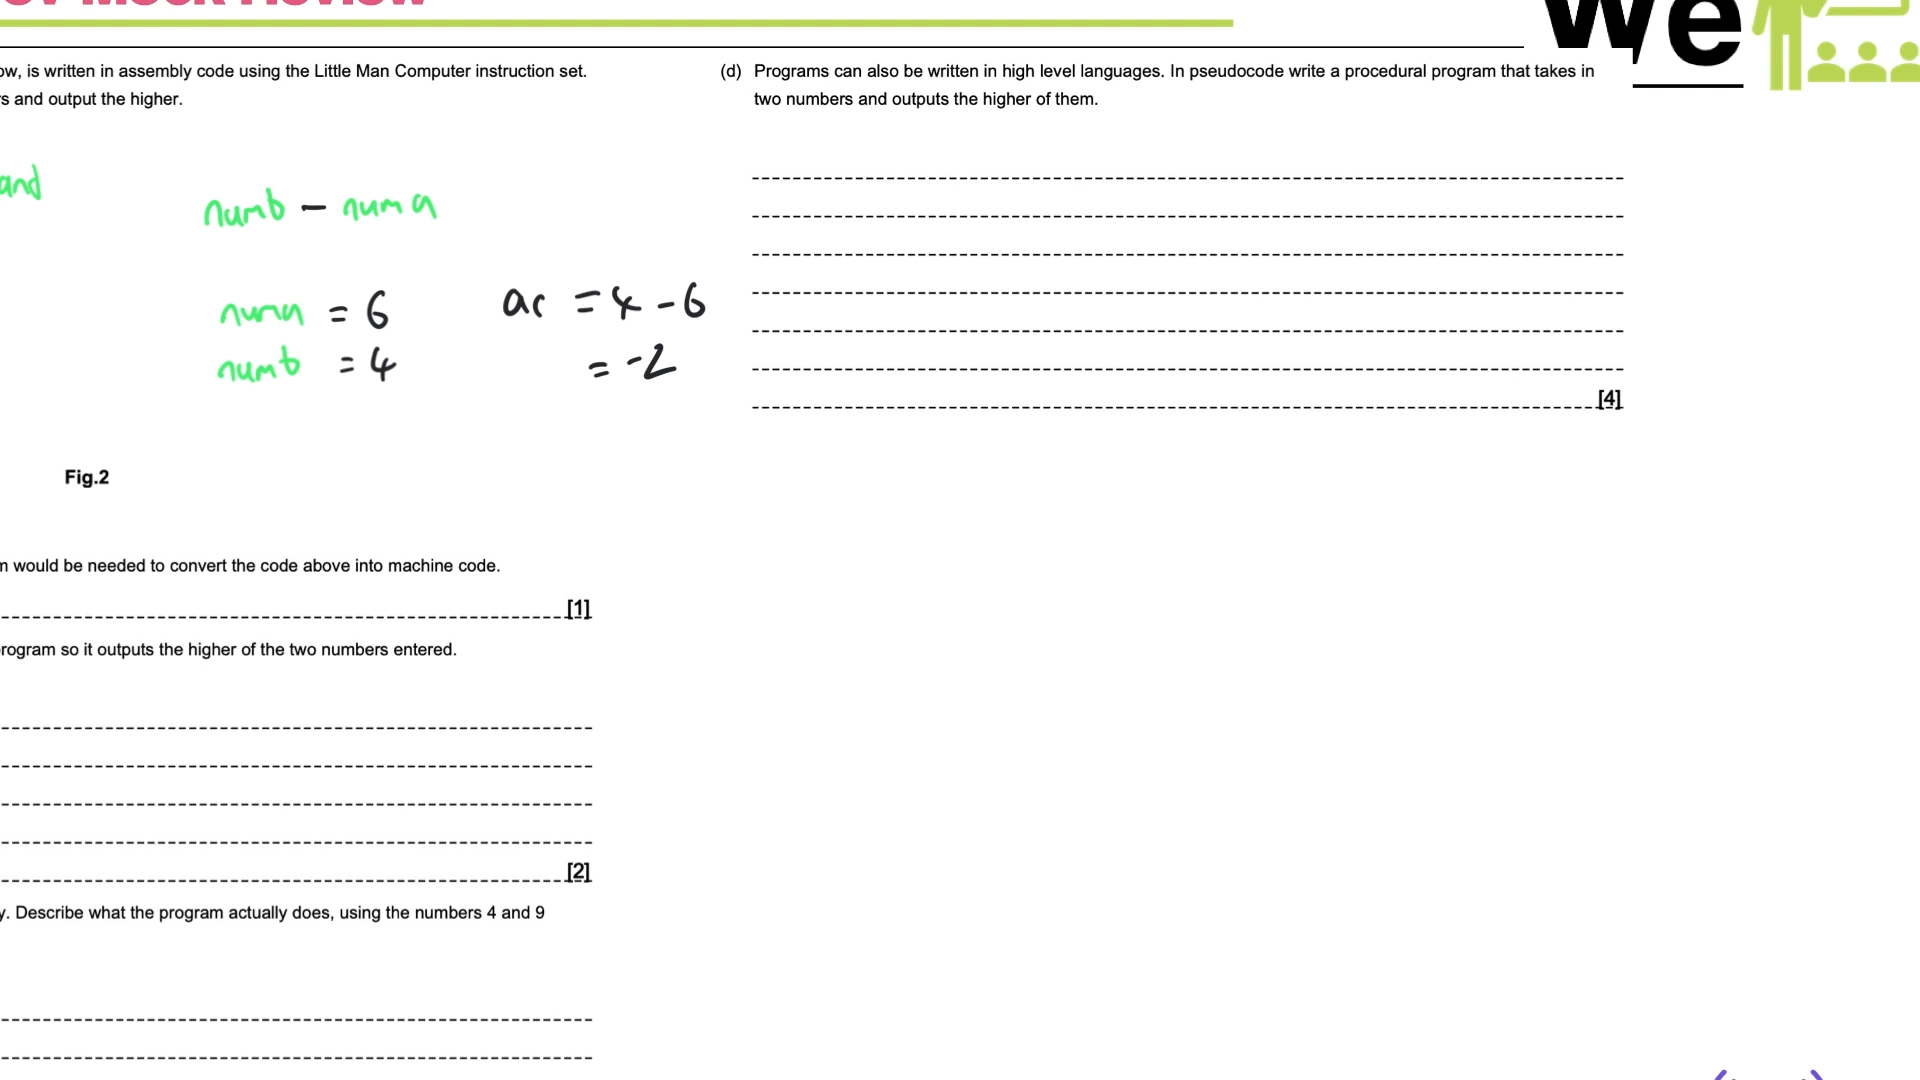 ow, is written in assembly code using the Little Man Computer instruction set.
s and output the higher.
and
numb - numa
numa = 6
numb = 4
ac = 4 - 6
= -2
Fig.2
would be needed to convert the code above into machine code.
[1]
rogram so it outputs the higher of the two numbers entered.
[2]
y. Describe what the program actually does, using the numbers 4 and 9
We
(d) Programs can also be written in high level languages. In pseudocode write a procedural program that takes in
two numbers and outputs the higher of them.
[4]